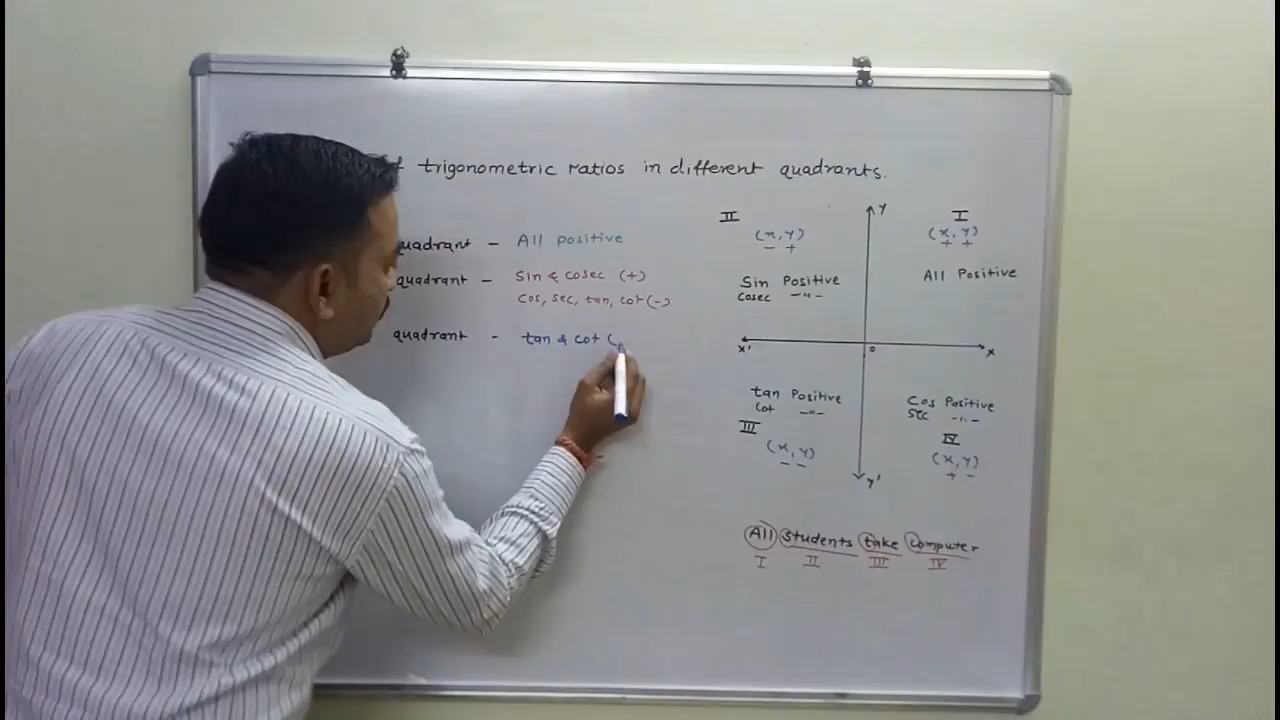 trigonometric ratios in different quadrants.
quadrant - All positive
quadrant - Sin & cosec (+)
cos, sec, tan, cot (-)
quadrant - tan & cot (
Y
II
I
(x, y)
- +
(x, y)
+ +
Sin Positive
cosec -"-
All Positive
X'
o
X
tan Positive
cot -"-
Cos Positive
sec -"-
III
IV
(x, y)
- -
(x, y)
+ -
Y'
All students take computer
I II III IV